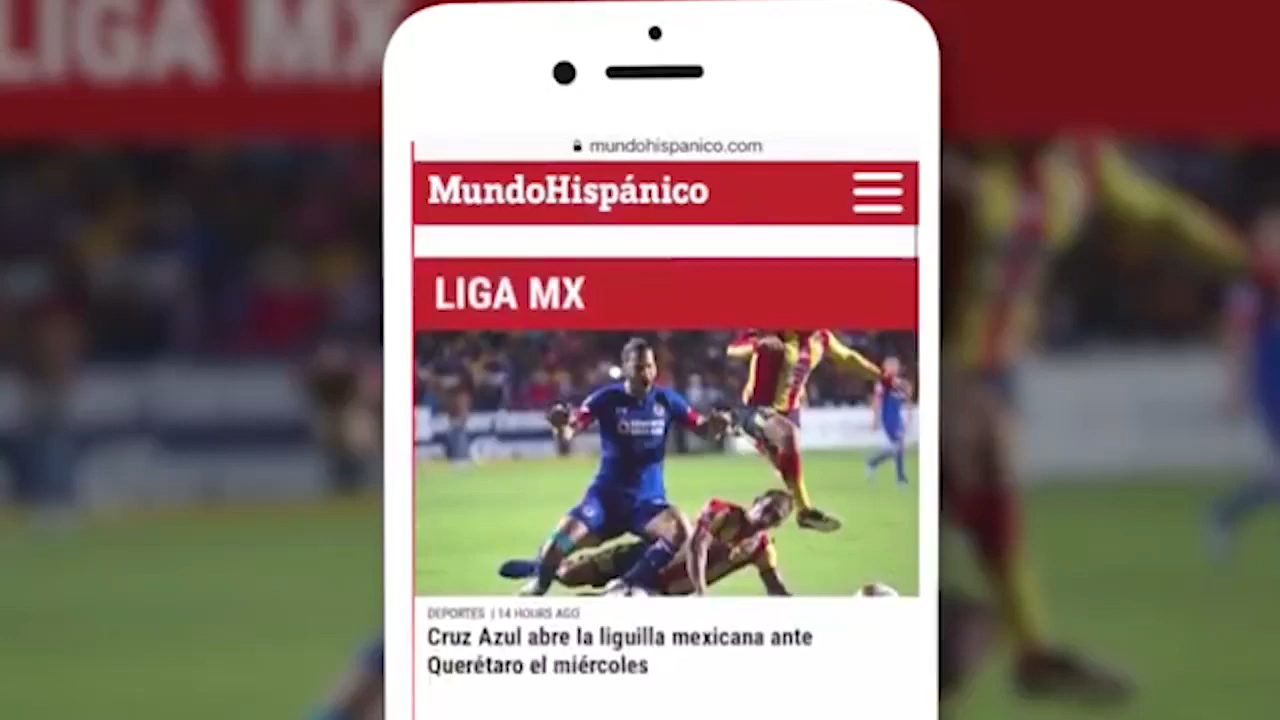 LIGA MX
mundohispanico.com
MundoHispánico
LIGA MX
DEPORTES | 14 HOURS AGO
Cruz Azul abre la liguilla mexicana ante
Querétaro el miércoles